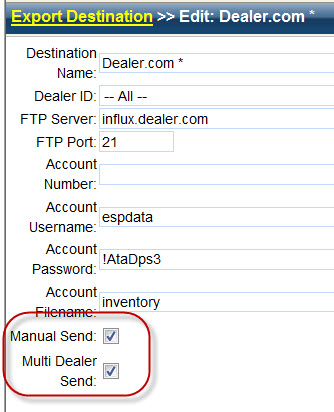 Export Destination >> Edit: Dealer.com *
Destination Name: Dealer.com *
Dealer ID: -- All --
FTP Server: influx.dealer.com
FTP Port: 21
Account Number:
Account Username: espdata
Account Password: !AtaDps3
Account Filename: inventory
Manual Send:
Multi Dealer Send: